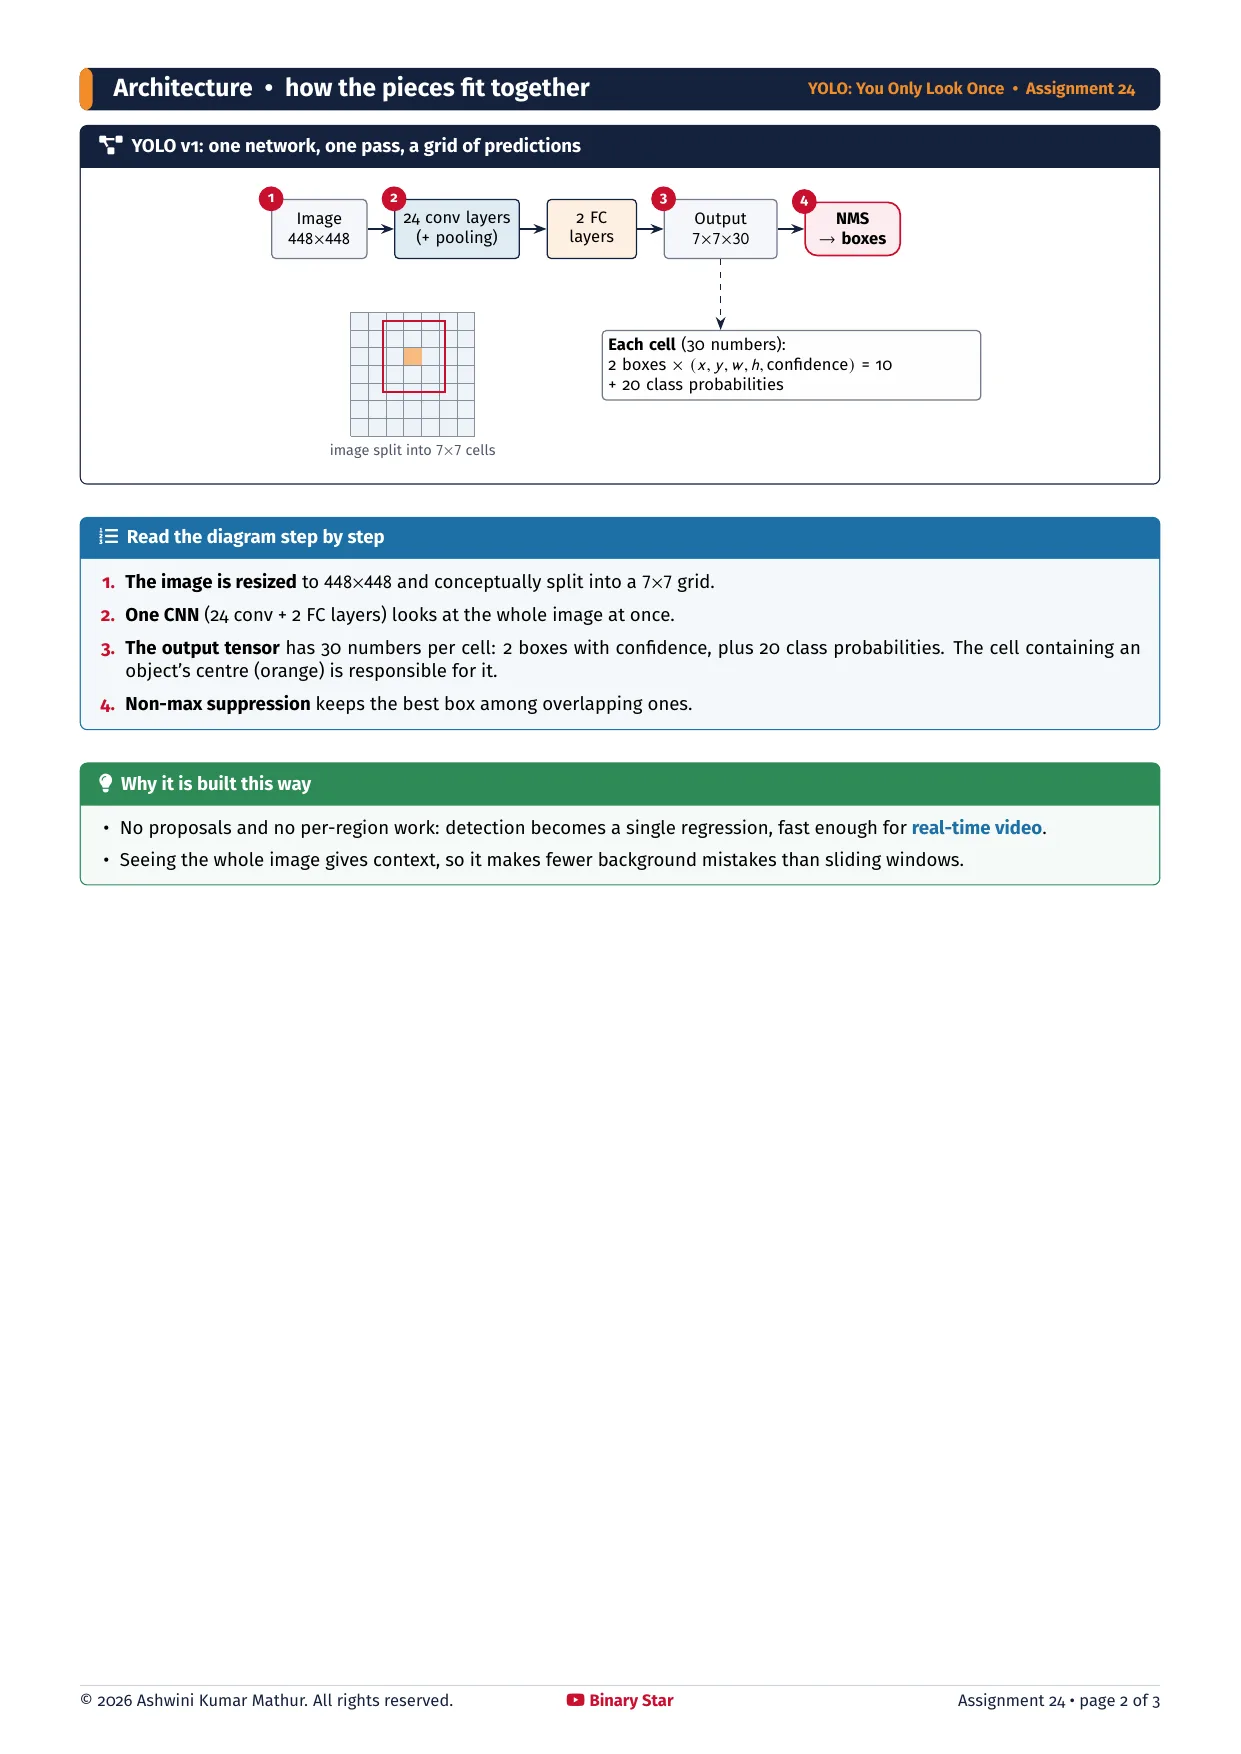 Architecture • how the pieces fit together
YOLO: You Only Look Once • Assignment 24
YOLO v1: one network, one pass, a grid of predictions
1
Image
448×448
2
24 conv layers
(+ pooling)
2 FC
layers
3
Output
7×7×30
4
NMS
→ boxes
Each cell (30 numbers):
2 boxes × (x, y, w, h, confidence) = 10
+ 20 class probabilities
image split into 7×7 cells
Read the diagram step by step
1. The image is resized to 448×448 and conceptually split into a 7×7 grid.
2. One CNN (24 conv + 2 FC layers) looks at the whole image at once.
3. The output tensor has 30 numbers per cell: 2 boxes with confidence, plus 20 class probabilities. The cell containing an
object's centre (orange) is responsible for it.
4. Non-max suppression keeps the best box among overlapping ones.
Why it is built this way
• No proposals and no per-region work: detection becomes a single regression, fast enough for real-time video.
• Seeing the whole image gives context, so it makes fewer background mistakes than sliding windows.
© 2026 Ashwini Kumar Mathur. All rights reserved.
Binary Star
Assignment 24 • page 2 of 3